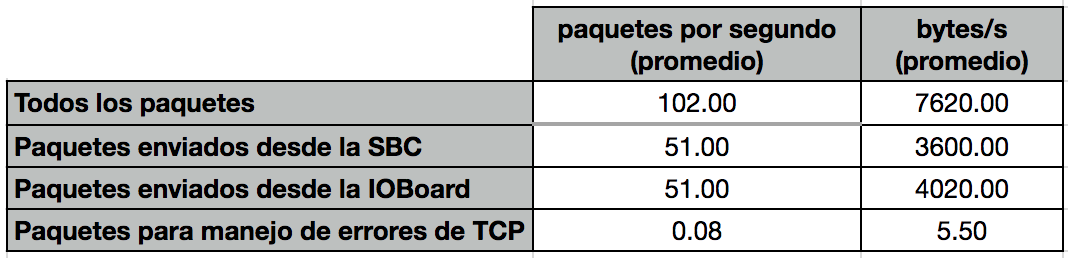 paquetes por segundo (promedio) bytes/s (promedio)
Todos los paquetes 102.00 7620.00
Paquetes enviados desde la SBC 51.00 3600.00
Paquetes enviados desde la IOBoard 51.00 4020.00
Paquetes para manejo de errores de TCP 0.08 5.50